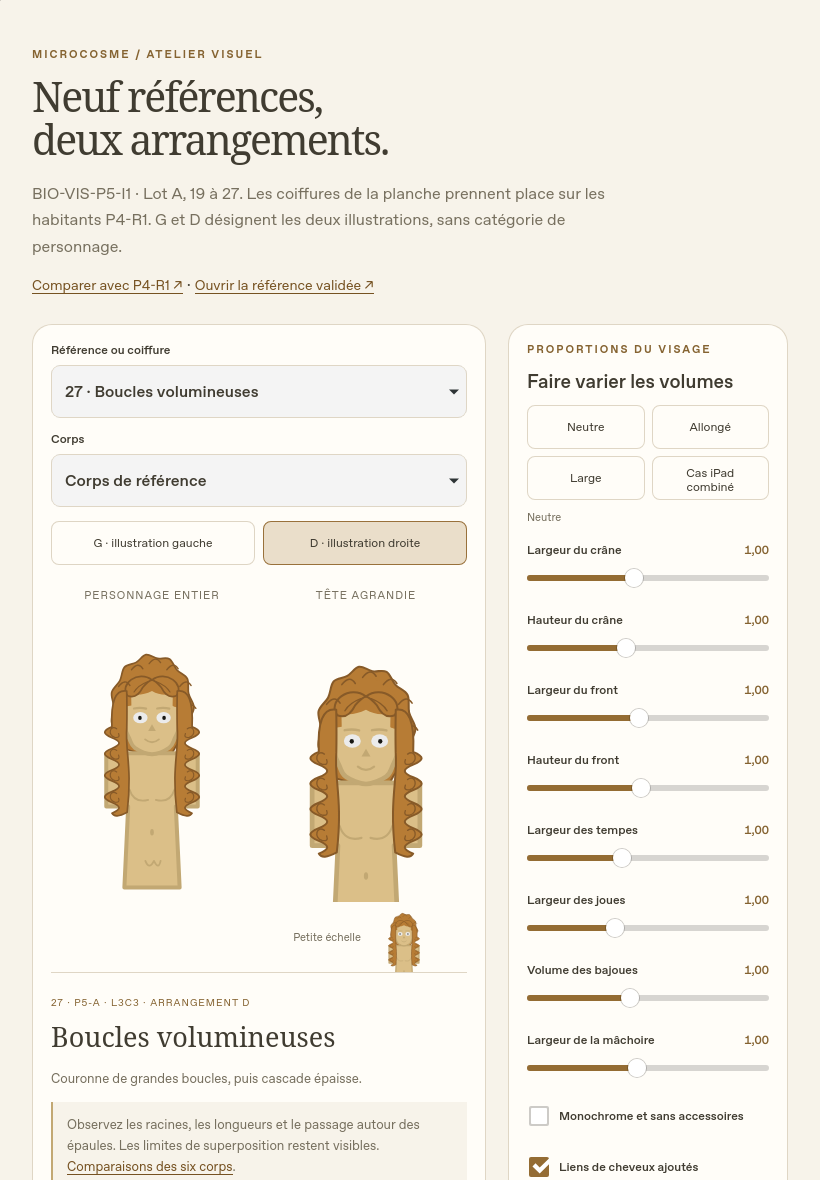 MICROCOSME / ATELIER VISUEL
Neuf références,
deux arrangements.
BIO-VIS-P5-I1 · Lot A, 19 à 27. Les coiffures de la planche prennent place sur les
habitants P4-R1. G et D désignent les deux illustrations, sans catégorie de
personnage.
Comparer avec P4-R1 ↗ · Ouvrir la référence validée ↗
Référence ou coiffure
27 · Boucles volumineuses
Corps
Corps de référence
G · illustration gauche
D · illustration droite
PERSONNAGE ENTIER
TÊTE AGRANDIE
Petite échelle
27 · P5-A · L3C3 · ARRANGEMENT D
Boucles volumineuses
Couronne de grandes boucles, puis cascade épaisse.
Observez les racines, les longueurs et le passage autour des
épaules. Les limites de superposition restent visibles.
Comparaisons des six corps.
PROPORTIONS DU VISAGE
Faire varier les volumes
Neutre
Allongé
Large
Cas iPad
combiné
Neutre
Largeur du crâne 1,00
Hauteur du crâne 1,00
Largeur du front 1,00
Hauteur du front 1,00
Largeur des tempes 1,00
Largeur des joues 1,00
Volume des bajoues 1,00
Largeur de la mâchoire 1,00
Monochrome et sans accessoires
Liens de cheveux ajoutés